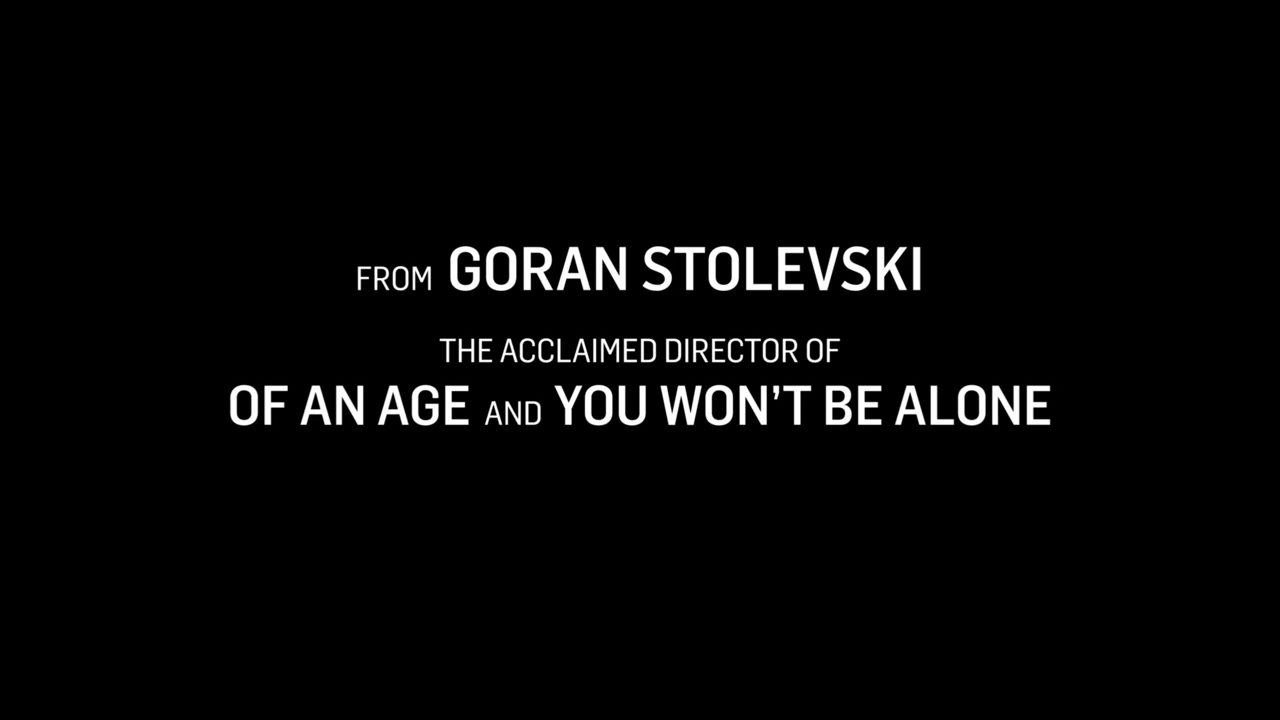 FROM GORAN STOLEVSKI
THE ACCLAIMED DIRECTOR OF
OF AN AGE AND YOU WON'T BE ALONE